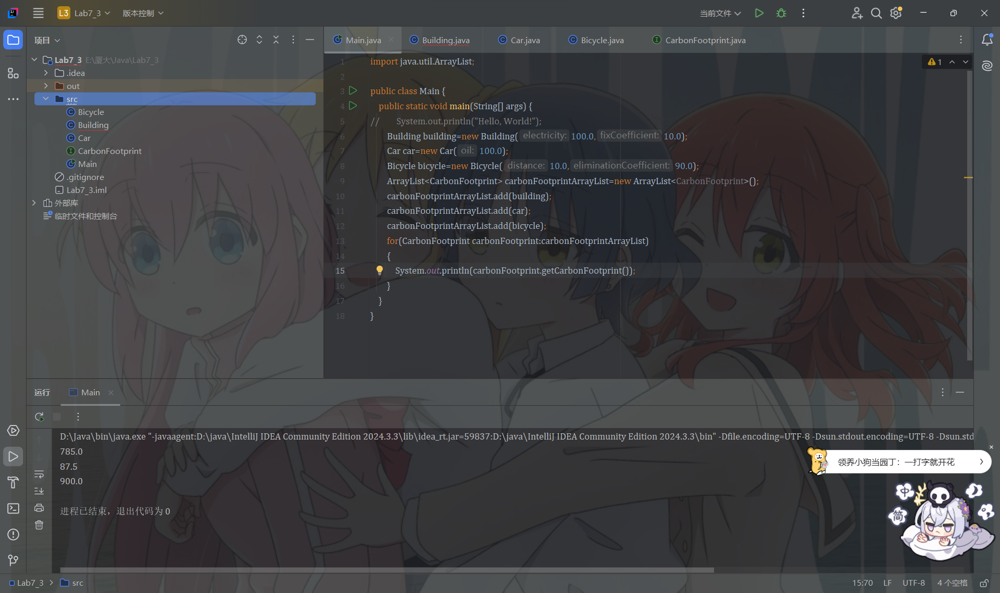 L3 Lab7_3 版本控制 当前文件
项目
Lab7_3 E:\厦大\Java\Lab7_3
.idea
out
src
Bicycle
Building
Car
CarbonFootprint
Main
.gitignore
Lab7_3.iml
外部库
临时文件和控制台
Main.java Building.java Car.java Bicycle.java CarbonFootprint.java
1
1 import java.util.ArrayList;
2
3 public class Main {
4 public static void main(String[] args) {
5 // System.out.println("Hello, World!");
6 Building building=new Building( electricity: 100.0, fixCoefficient: 10.0);
7 Car car=new Car( oil: 100.0);
8 Bicycle bicycle=new Bicycle( distance: 10.0, eliminationCoefficient: 90.0);
9 ArrayList<CarbonFootprint> carbonFootprintArrayList=new ArrayList<CarbonFootprint>();
10 carbonFootprintArrayList.add(building);
11 carbonFootprintArrayList.add(car);
12 carbonFootprintArrayList.add(bicycle);
13 for(CarbonFootprint carbonFootprint:carbonFootprintArrayList)
14 {
15 System.out.println(carbonFootprint.getCarbonFootprint());
16 }
17 }
18 }
运行 Main
D:\Java\bin\java.exe "-javaagent:D:\java\IntelliJ IDEA Community Edition 2024.3.3\lib\idea_rt.jar=59837:D:\java\IntelliJ IDEA Community Edition 2024.3.3\bin" -Dfile.encoding=UTF-8 -Dsun.stdout.encoding=UTF-8 -Dsun.std
785.0
87.5
900.0
进程已结束，退出代码为 0
领养小狗当园丁：一打字就开花
中
简
Lab7_3 src
15:70 LF UTF-8 4 个空格